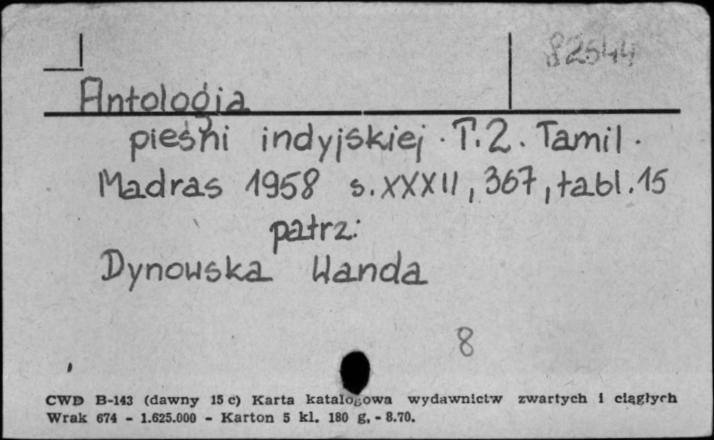 82544
Antologia
pieśni indyjskiej. T.2. Tamil.
Madras 1958 s.XXXII, 367, tabl.15
patrz:
Dynowska Wanda
8
CWD B-143 (dawny 15 c) Karta katalogowa wydawnictw zwartych i ciągłych
Wrak 674 - 1.625.000 - Karton 5 kl. 180 g. - 8.70.